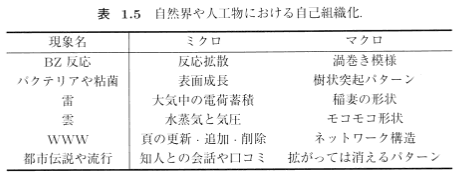 表 1.5 自然界や人工物における自己組織化.
現象名 ミクロ マクロ
BZ 反応 反応拡散 渦巻き模様
バクテリアや粘菌 表面成長 樹状突起パターン
雷 大気中の電荷蓄積 稲妻の形状
雲 水蒸気と気圧 モコモコ形状
WWW 頁の更新・追加・削除 ネットワーク構造
都市伝説や流行 知人との会話や口コミ 拡がっては消えるパターン